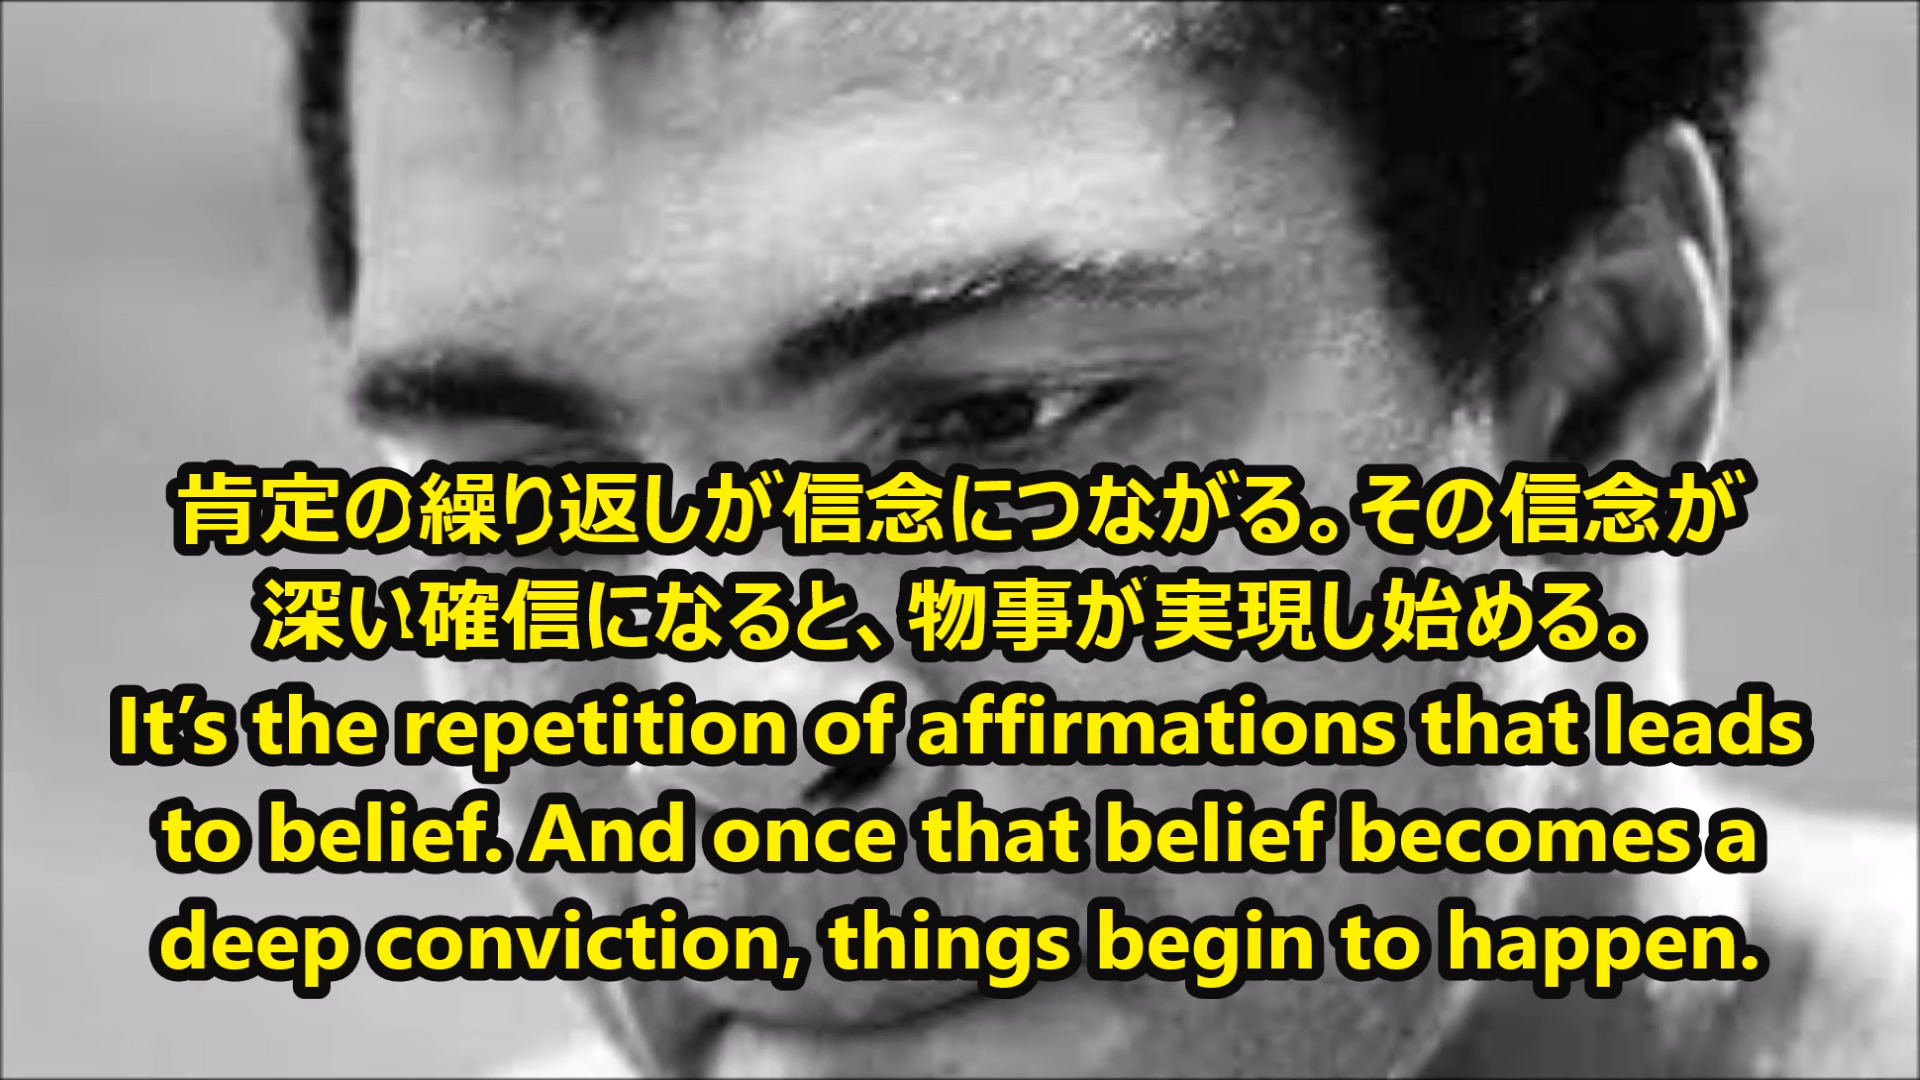 肯定の繰り返しが信念につながる。その信念が
深い確信になると、物事が実現し始める。
It’s the repetition of affirmations that leads
to belief. And once that belief becomes a
deep conviction, things begin to happen.